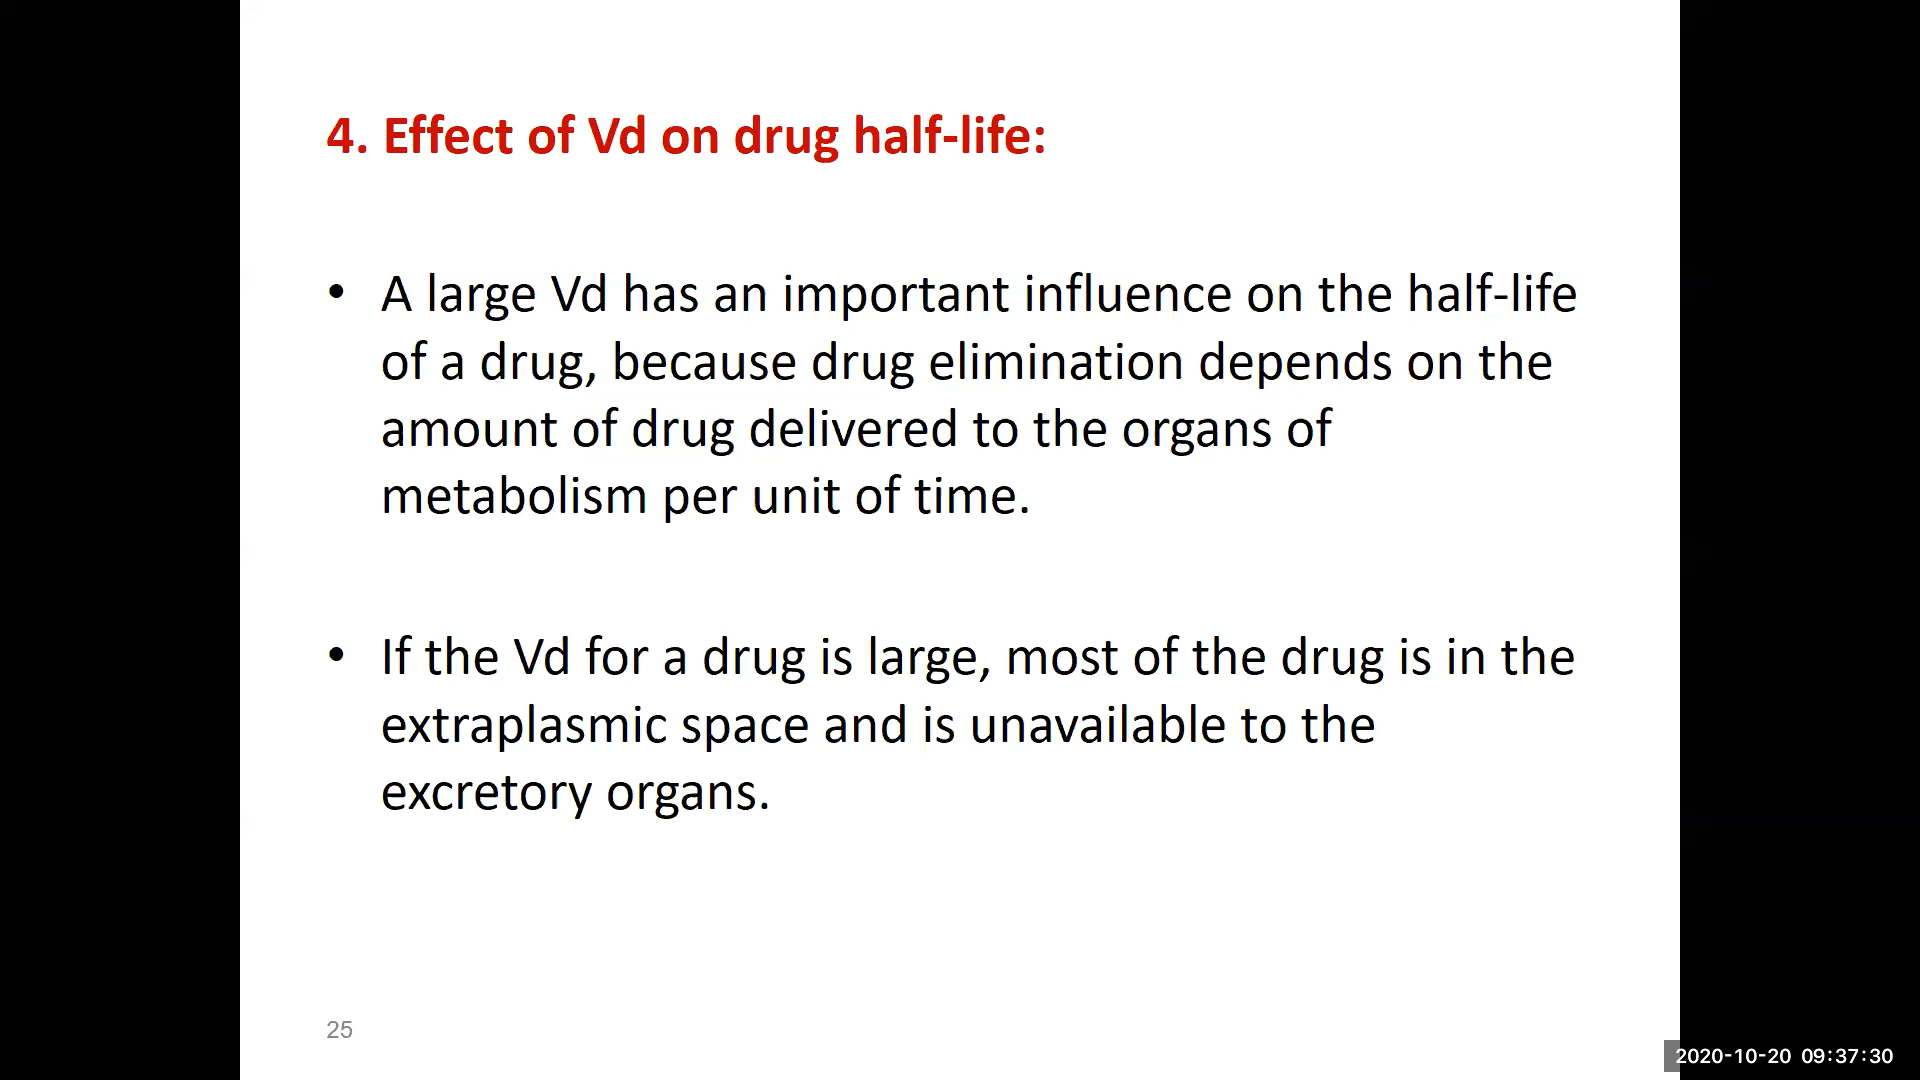 4. Effect of Vd on drug half-life:
• A large Vd has an important influence on the half-life
of a drug, because drug elimination depends on the
amount of drug delivered to the organs of
metabolism per unit of time.
• If the Vd for a drug is large, most of the drug is in the
extraplasmic space and is unavailable to the
excretory organs.
25
2020-10-20 09:37:30